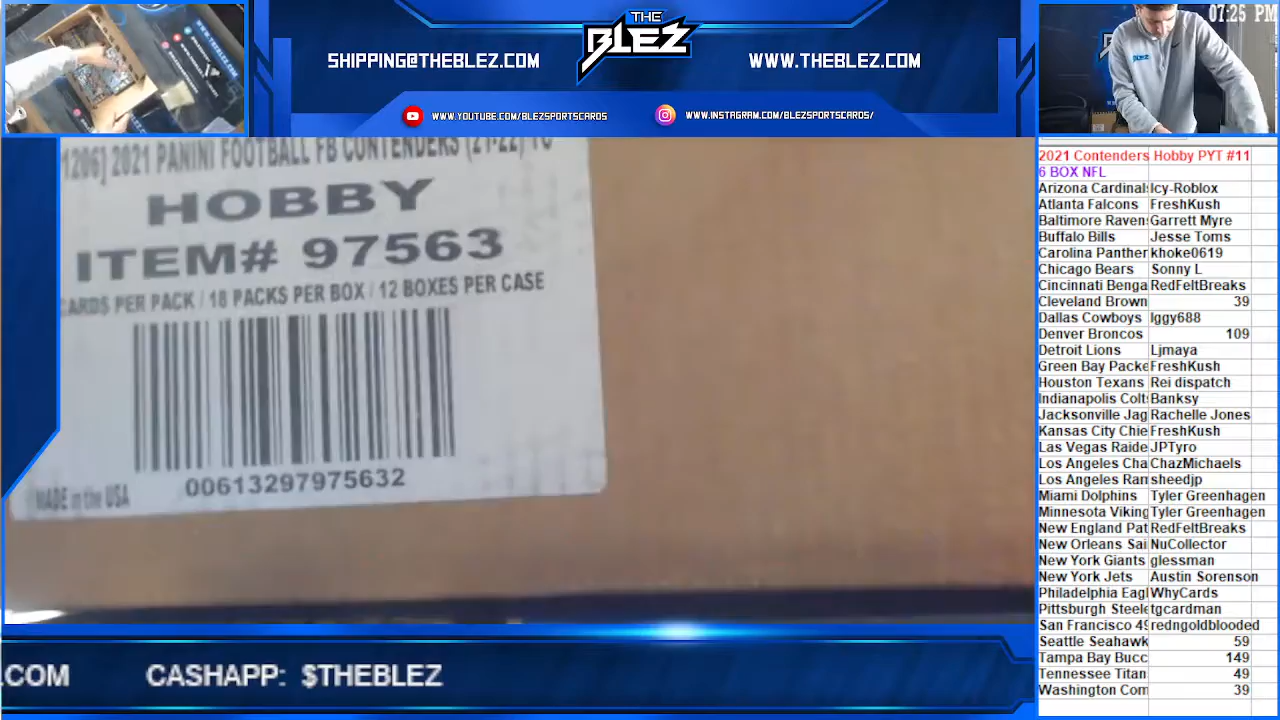 THE
BLEZ
SHIPPING@THEBLEZ.COM
WWW.THEBLEZ.COM
WWW.YOUTUBE.COM/BLEZSPORTSCARDS
WWW.INSTAGRAM.COM/BLEZSPORTSCARDS/
07:25 PM
1206] 2021 PANINI FOOTBALL FB CONTENDERS (21-22)
HOBBY
ITEM# 97563
CARDS PER PACK / 18 PACKS PER BOX / 12 BOXES PER CASE
00613297975632
MADE in the USA
2021 Contenders Hobby PYT #11
6 BOX NFL
Arizona Cardinal Icy-Roblox
Atlanta Falcons FreshKush
Baltimore Raven Garrett Myre
Buffalo Bills Jesse Toms
Carolina Panther khoke0619
Chicago Bears Sonny L
Cincinnati Benga RedFeltBreaks
Cleveland Brown 39
Dallas Cowboys Iggy688
Denver Broncos 109
Detroit Lions Ljmaya
Green Bay Packe FreshKush
Houston Texans Rei dispatch
Indianapolis Colt Banksy
Jacksonville Jag Rachelle Jones
Kansas City Chie FreshKush
Las Vegas Raide JPTyro
Los Angeles Cha ChazMichaels
Los Angeles Ram sheedjp
Miami Dolphins Tyler Greenhagen
Minnesota Viking Tyler Greenhagen
New England Pat RedFeltBreaks
New Orleans Sai NuCollector
New York Giants glessman
New York Jets Austin Sorenson
Philadelphia Eagl WhyCards
Pittsburgh Steele tgcardman
San Francisco 49 redngoldblooded
Seattle Seahawk 59
Tampa Bay Bucc 149
Tennessee Titan 49
Washington Com 39
.COM CASHAPP: $THEBLEZ